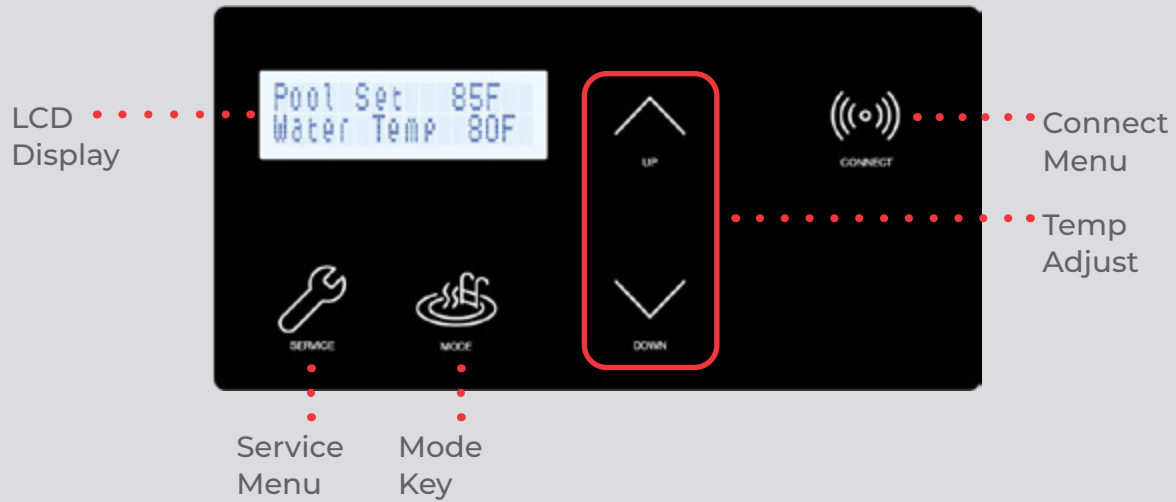 Pool Set 85F
Water Temp 80F
LCD
Display
UP
CONNECT
Connect
Menu
Temp
Adjust
SERVICE
MODE
DOWN
Service
Menu
Mode
Key